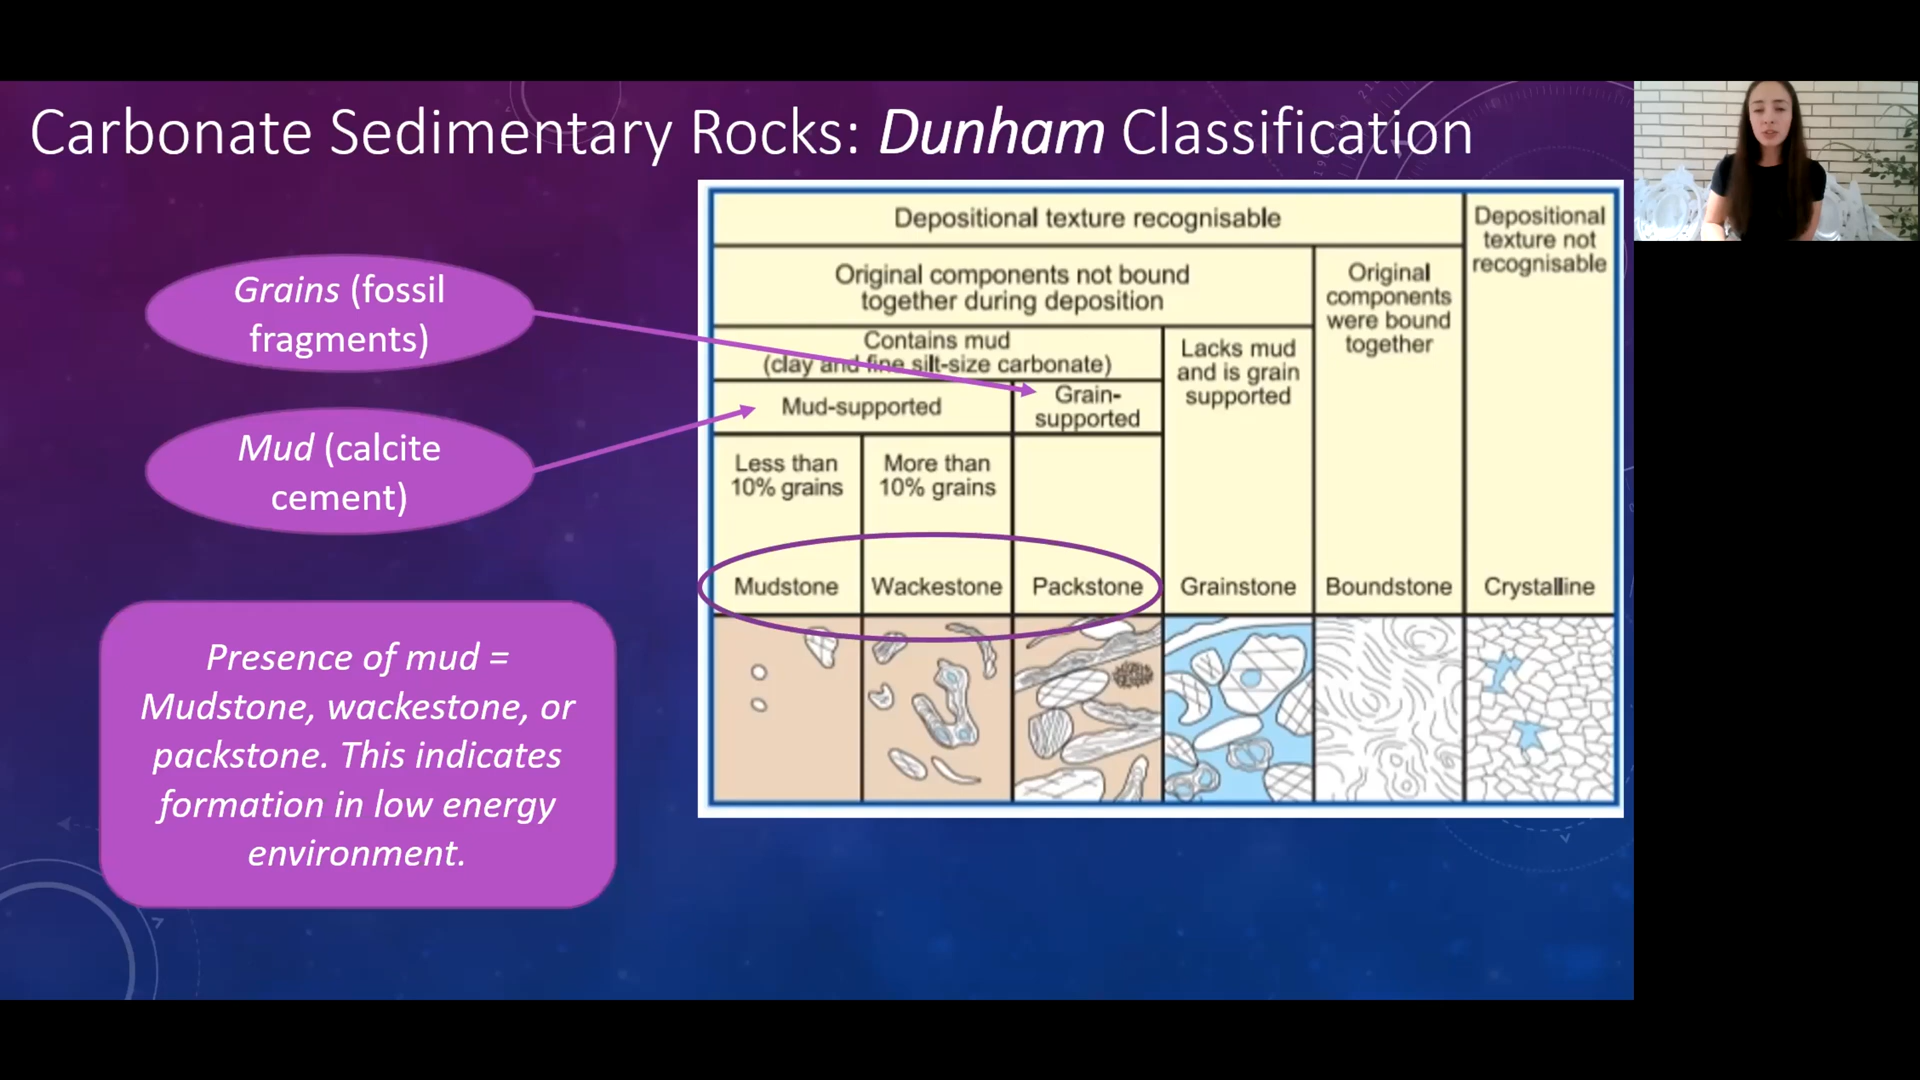 Carbonate Sedimentary Rocks: Dunham Classification
Grains (fossil
fragments)
Mud (calcite
cement)
Presence of mud =
Mudstone, wackestone, or
packstone. This indicates
formation in low energy
environment.
Depositional texture recognisable
Depositional
texture not
recognisable
Original components not bound
together during deposition
Original
components
were bound
together
Contains mud
(clay and fine silt-size carbonate)
Lacks mud
and is grain
supported
Mud-supported
Grain-
supported
Less than
10% grains
More than
10% grains
Mudstone
Wackestone
Packstone
Grainstone
Boundstone
Crystalline